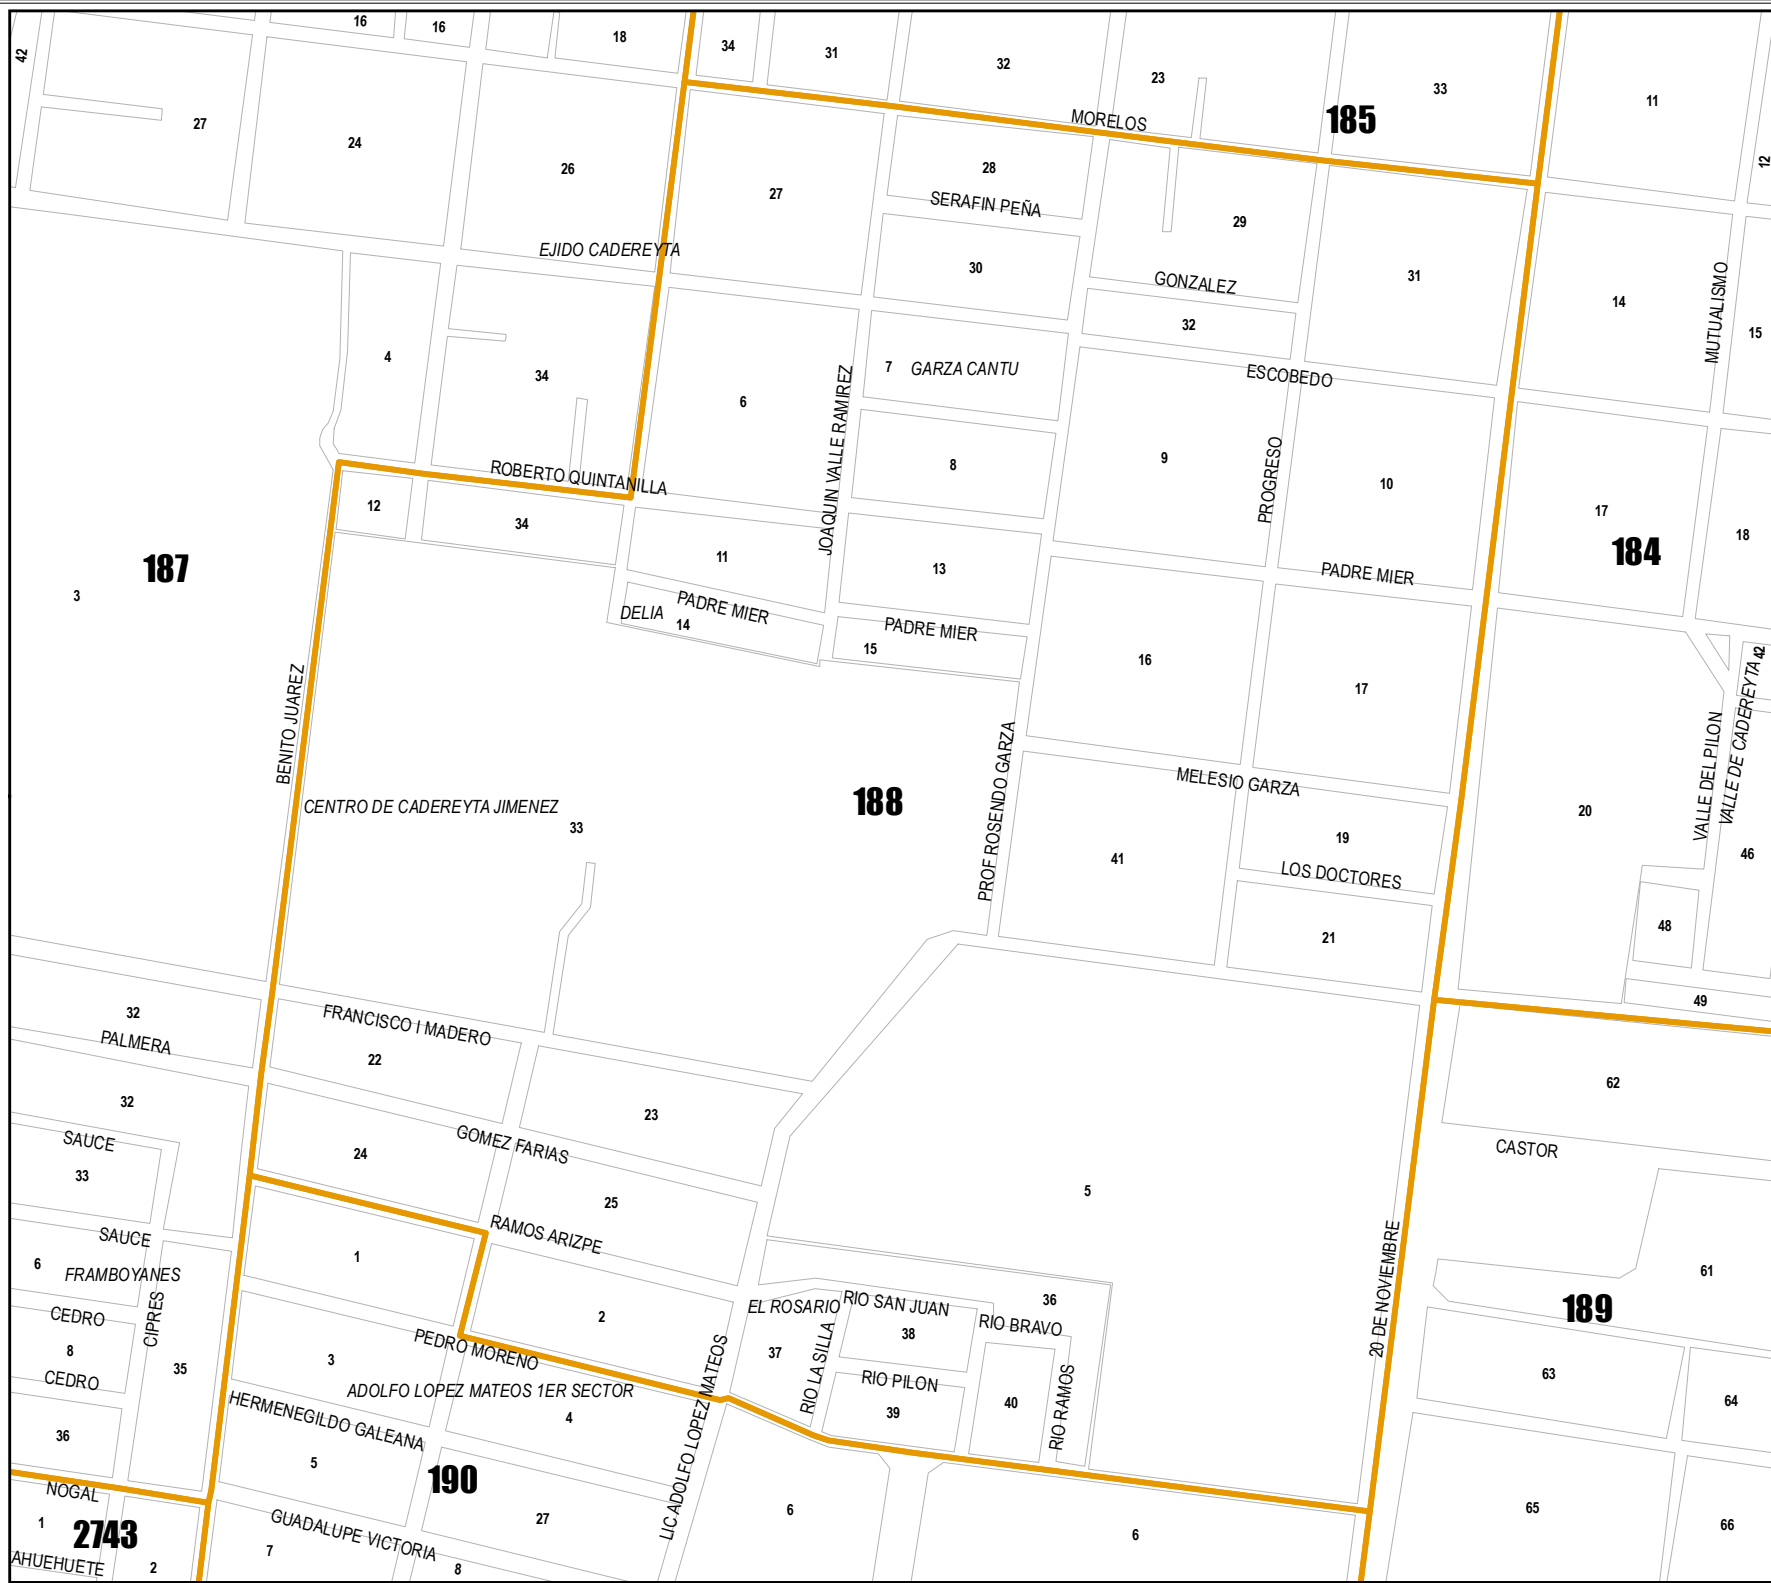 16
16
18
34
31
32
23
33
11
42
27
24
26
27
MORELOS
185
12
28
SERAFIN PEÑA
29
EJIDO CADEREYTA
30
GONZALEZ
31
14
MUTUALISMO
15
32
4
34
6
7
GARZA CANTU
ESCOBEDO
JOAQUIN VALLE RAMIREZ
8
9
PROGRESO
10
ROBERTO QUINTANILLA
12
34
11
13
17
18
184
187
3
PADRE MIER
DELIA
14
PADRE MIER
15
PADRE MIER
16
17
42
BENITO JUAREZ
PROF ROSENDO GARZA
MELESIO GARZA
VALLE DEL PILON
VALLE DE CADEREYTA
CENTRO DE CADEREYTA JIMENEZ
33
188
41
19
LOS DOCTORES
20
46
21
48
49
32
PALMERA
FRANCISCO I MADERO
22
62
32
23
SAUCE
33
24
GOMEZ FARIAS
CASTOR
5
25
RAMOS ARIZPE
SAUCE
6
FRAMBOYANES
1
20 DE NOVIEMBRE
61
CEDRO
CIPRES
2
EL ROSARIO
RIO SAN JUAN
36
RIO BRAVO
38
189
8
CEDRO
35
3
PEDRO MORENO
37
RIO LA SILLA
RIO PILON
40
RIO RAMOS
63
64
ADOLFO LOPEZ MATEOS 1ER SECTOR
LIC ADOLFO LOPEZ MATEOS
39
36
HERMENEGILDO GALEANA
4
5
190
NOGAL
1
2743
GUADALUPE VICTORIA
27
6
6
65
66
AHUEHUETE
2
7
8